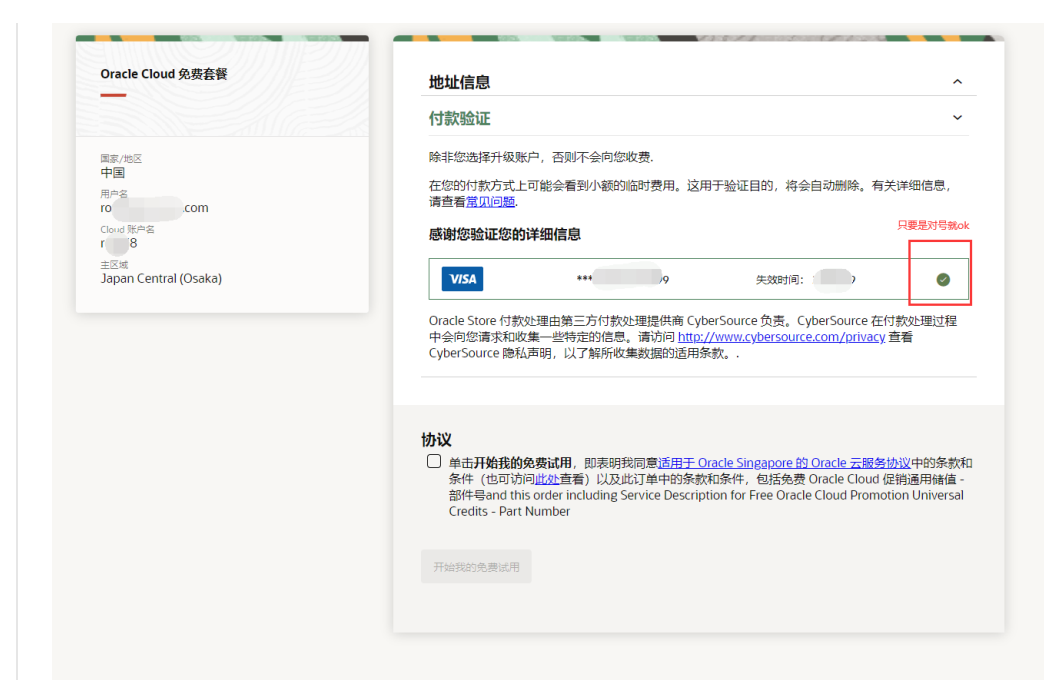 Oracle Cloud 免费套餐
国家/地区
中国
用户名
ro .com
Cloud 账户名
r 8
主区域
Japan Central (Osaka)
地址信息
付款验证
除非您选择升级账户，否则不会向您收费.
在您的付款方式上可能会看到小额的临时费用。这用于验证目的，将会自动删除。有关详细信息，
请查看常见问题.
只要是对号就ok
感谢您验证您的详细信息
VISA *** 9 失效时间：
Oracle Store 付款处理由第三方付款处理提供商 CyberSource 负责。CyberSource 在付款处理过程
中会向您请求和收集一些特定的信息。请访问 http://www.cybersource.com/privacy 查看
CyberSource 隐私声明，以了解所收集数据的适用条款。.
协议
单击开始我的免费试用，即表明我同意适用于 Oracle Singapore 的 Oracle 云服务协议中的条款和
条件（也可访问此处查看）以及此订单中的条款和条件，包括免费 Oracle Cloud 促销通用储值 -
部件号and this order including Service Description for Free Oracle Cloud Promotion Universal
Credits - Part Number
开始我的免费试用